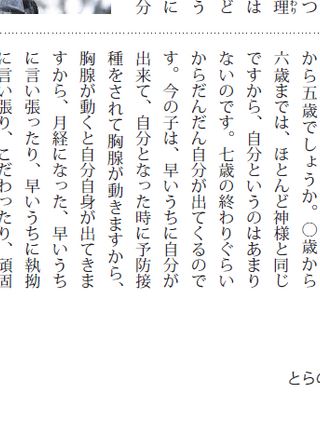 つ
理わり
は
ど
う
に
分
から五歳でしょうか。〇歳から
六歳までは、ほとんど神様と同じ
ですから、自分というのはあまり
ないのです。七歳の終わりぐらい
からだんだん自分が出てくるので
す。今の子は、早いうちに自分が
出来て、自分となった時に予防接
種をされて胸腺が動きますから、
胸腺が動くと自分自身が出てきま
すから、月経になった、早いうち
に言い張ったり、早いうちに執拗
に言い張り、こだわったり、頑固
とらの